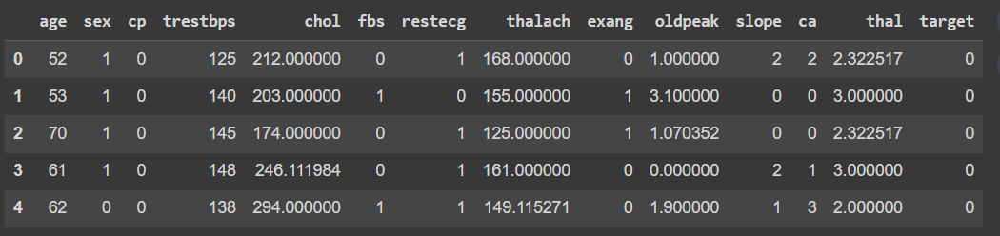 age sex cp trestbps chol fbs restecg thalach exang oldpeak slope ca thal target
0 52 1 0 125 212.000000 0 1 168.000000 0 1.000000 2 2 2.322517 0
1 53 1 0 140 203.000000 1 0 155.000000 1 3.100000 0 0 3.000000 0
2 70 1 0 145 174.000000 0 1 125.000000 1 1.070352 0 0 2.322517 0
3 61 1 0 148 246.111984 0 1 161.000000 0 0.000000 2 1 3.000000 0
4 62 0 0 138 294.000000 1 1 149.115271 0 1.900000 1 3 2.000000 0